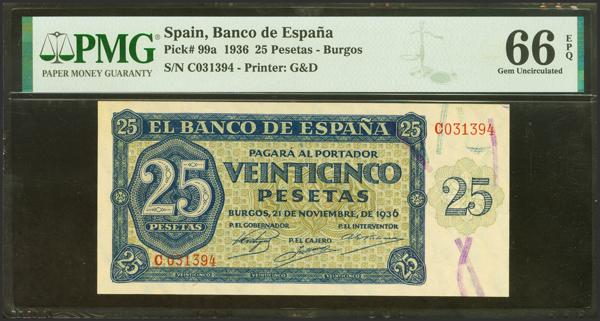 PMG
PAPER MONEY GUARANTY
Spain, Banco de España
Pick# 99a 1936 25 Pesetas - Burgos
S/N C031394 - Printer: G&D
66 EPQ
Gem Uncirculated
25 EL BANCO DE ESPAÑA 25
C031394
PAGARÁ AL PORTADOR
25 PESETAS
VEINTICINCO
PESETAS
25
BURGOS, 21 DE NOVIEMBRE, DE 1936
P. EL GOBERNADOR
P. EL INTERVENTOR
P. EL CAJERO
C.031394
25
25